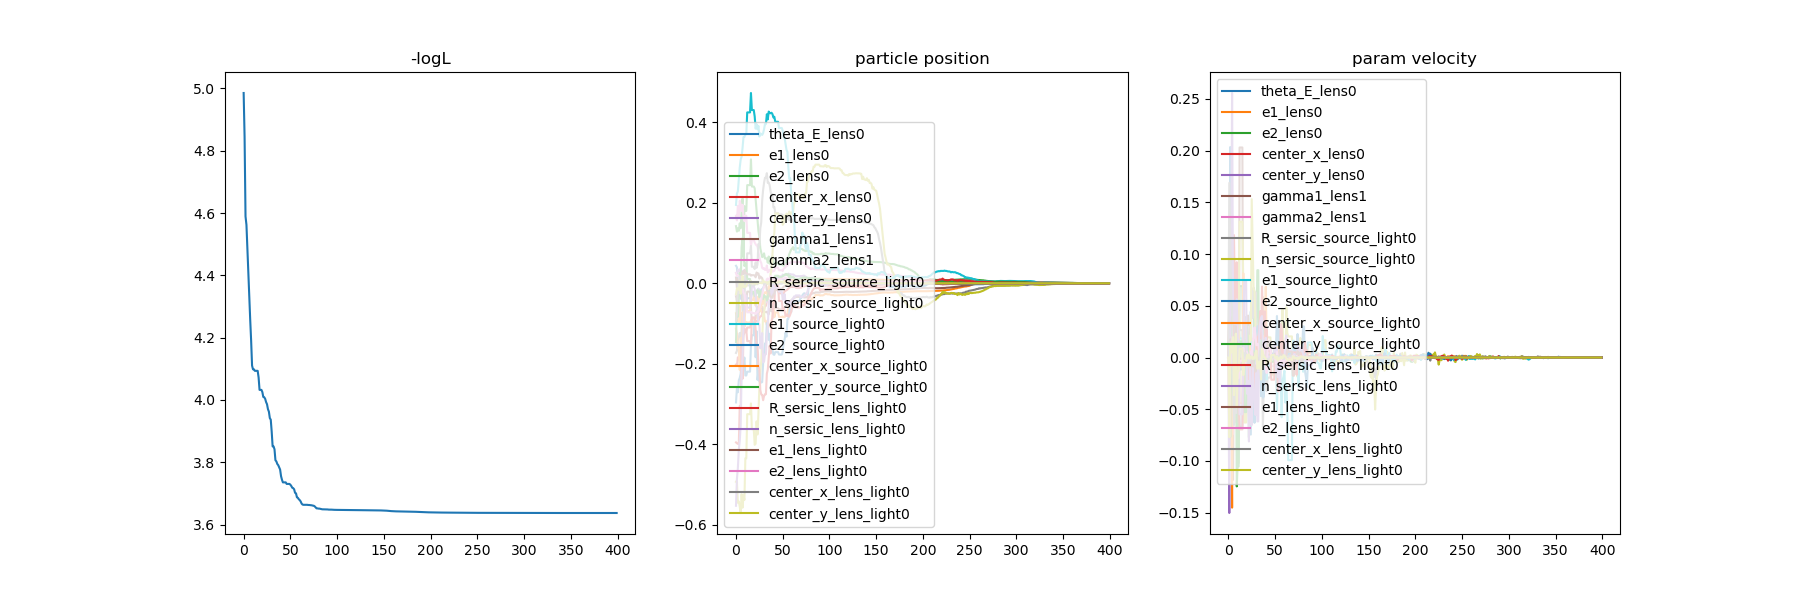 -logL
5.0
4.8
4.6
4.4
4.2
4.0
3.8
3.6
0 50 100 150 200 250 300 350 400
particle position
0.4
0.2
0.0
−0.2
−0.4
−0.6
theta_E_lens0
e1_lens0
e2_lens0
center_x_lens0
center_y_lens0
gamma1_lens1
gamma2_lens1
R_sersic_source_light0
n_sersic_source_light0
e1_source_light0
e2_source_light0
center_x_source_light0
center_y_source_light0
R_sersic_lens_light0
n_sersic_lens_light0
e1_lens_light0
e2_lens_light0
center_x_lens_light0
center_y_lens_light0
0 50 100 150 200 250 300 350 400
param velocity
0.25
0.20
0.15
0.10
0.05
0.00
−0.05
−0.10
−0.15
theta_E_lens0
e1_lens0
e2_lens0
center_x_lens0
center_y_lens0
gamma1_lens1
gamma2_lens1
R_sersic_source_light0
n_sersic_source_light0
e1_source_light0
e2_source_light0
center_x_source_light0
center_y_source_light0
R_sersic_lens_light0
n_sersic_lens_light0
e1_lens_light0
e2_lens_light0
center_x_lens_light0
center_y_lens_light0
0 50 100 150 200 250 300 350 400